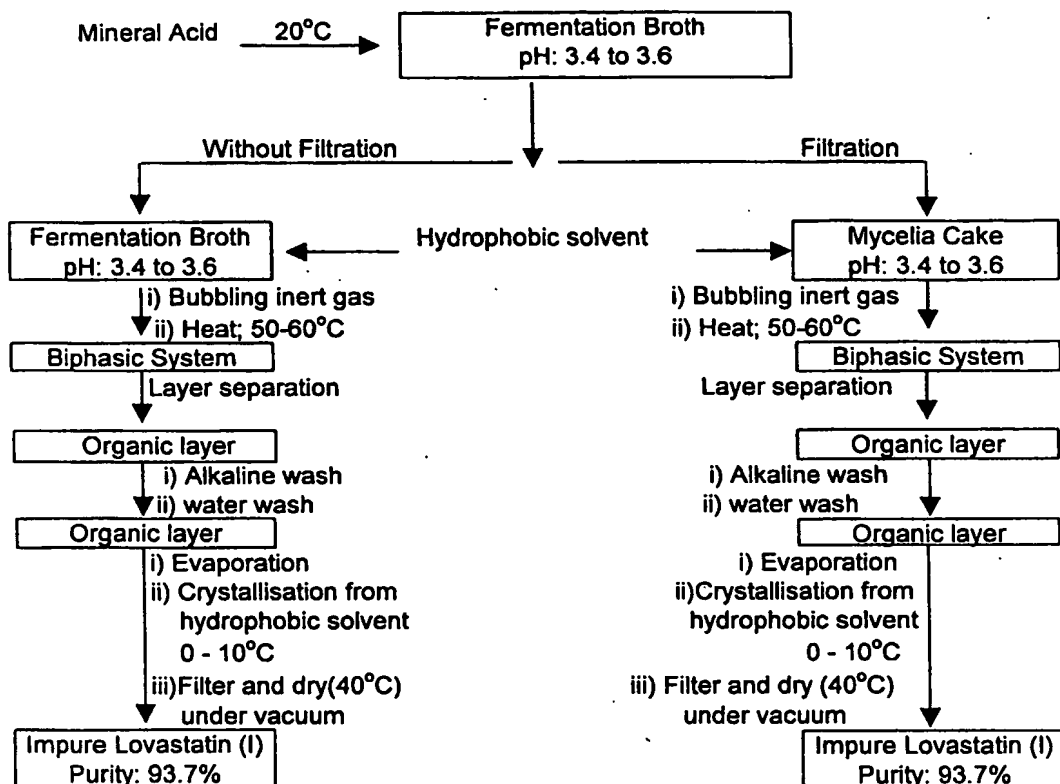 Mineral Acid
20°C
Fermentation Broth
pH: 3.4 to 3.6
Without Filtration
Filtration
Fermentation Broth
pH: 3.4 to 3.6
Hydrophobic solvent
Mycelia Cake
pH: 3.4 to 3.6
i) Bubbling inert gas
ii) Heat; 50-60°C
Biphasic System
Layer separation
Organic layer
i) Alkaline wash
ii) water wash
Organic layer
i) Evaporation
ii) Crystallisation from
hydrophobic solvent
0 - 10°C
iii)Filter and dry(40°C)
under vacuum
Impure Lovastatin (I)
Purity: 93.7%
i) Bubbling inert gas
ii) Heat; 50-60°C
Biphasic System
Layer separation
Organic layer
i) Alkaline wash
ii) water wash
Organic layer
i) Evaporation
ii)Crystallisation from
hydrophobic solvent
0 - 10°C
iii) Filter and dry (40°C)
under vacuum
Impure Lovastatin (I)
Purity: 93.7%